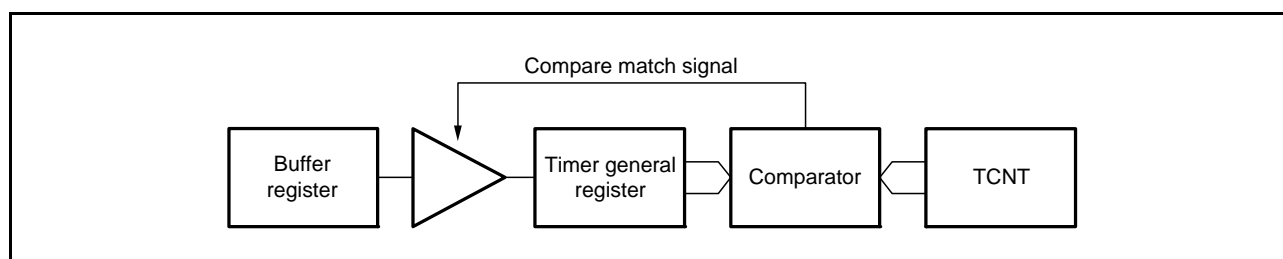 Compare match signal
Buffer
register
Timer general
register
Comparator
TCNT